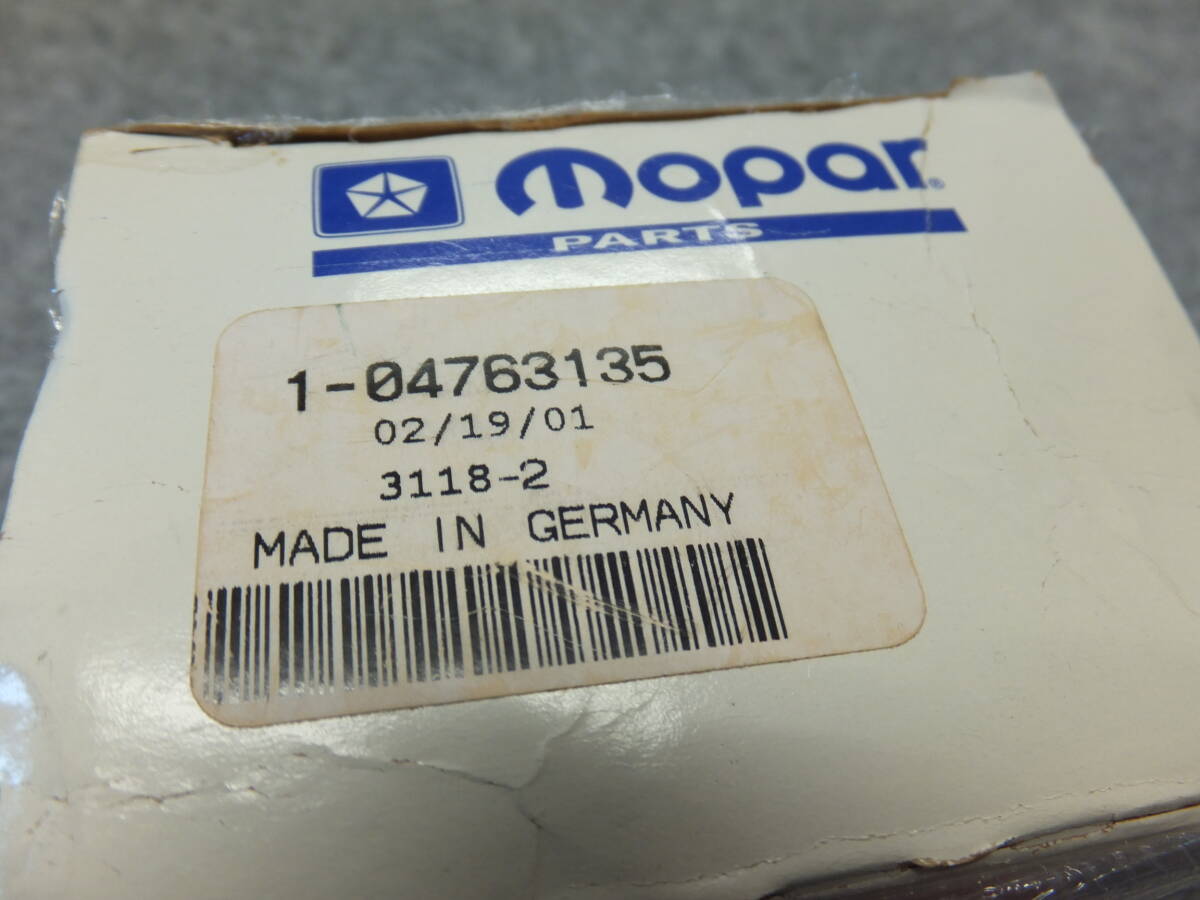 mopar®
PARTS
1-04763135
02/19/01
3118-2
MADE IN GERMANY